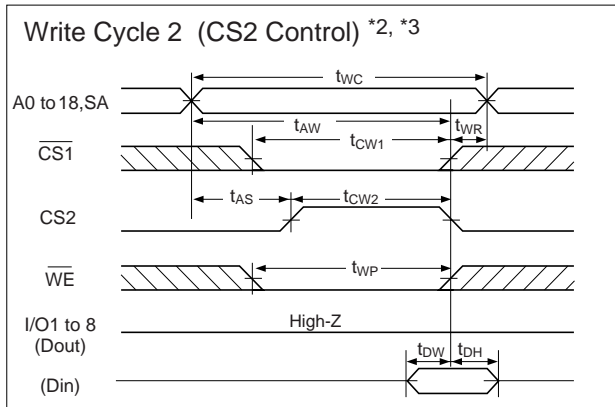 Write Cycle 2 (CS2 Control) *2, *3
tWC
A0 to 18,SA
tAW
tWR
tCW1
CS1
tAS
tCW2
CS2
tWP
WE
High-Z
I/O1 to 8
(Dout)
tDW
tDH
(Din)